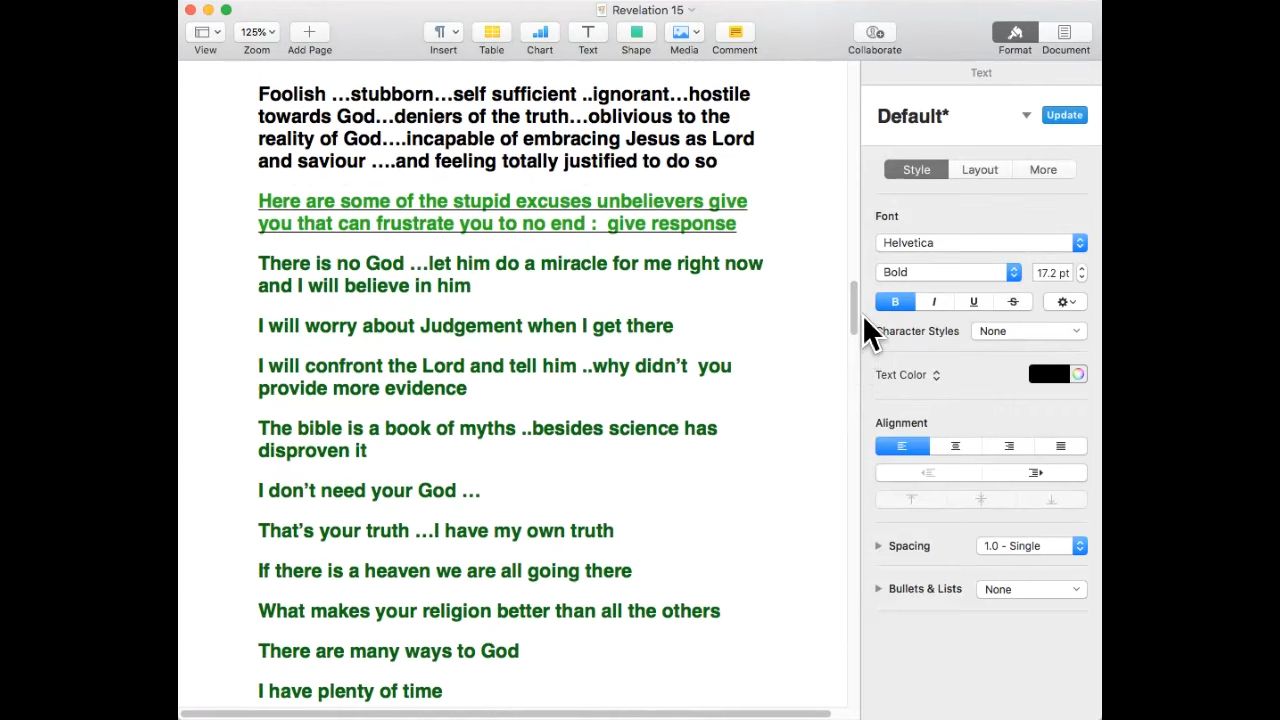 Revelation 15
View
125%
Zoom
Add Page
Insert
Table
Chart
Text
Shape
Media
Comment
Collaborate
Format
Document
Foolish …stubborn…self sufficient ..ignorant…hostile
towards God…deniers of the truth…oblivious to the
reality of God….incapable of embracing Jesus as Lord
and saviour ….and feeling totally justified to do so
Here are some of the stupid excuses unbelievers give
you that can frustrate you to no end :  give response
There is no God …let him do a miracle for me right now
and I will believe in him
I will worry about Judgement when I get there
I will confront the Lord and tell him ..why didn’t  you
provide more evidence
The bible is a book of myths ..besides science has
disproven it
I don’t need your God …
That’s your truth …I have my own truth
If there is a heaven we are all going there
What makes your religion better than all the others
There are many ways to God
I have plenty of time
Text
Default*
Update
Style
Layout
More
Font
Helvetica
Bold
17.2 pt
B I U S
Character Styles
None
Text Color
Alignment
Spacing
1.0 - Single
Bullets & Lists
None